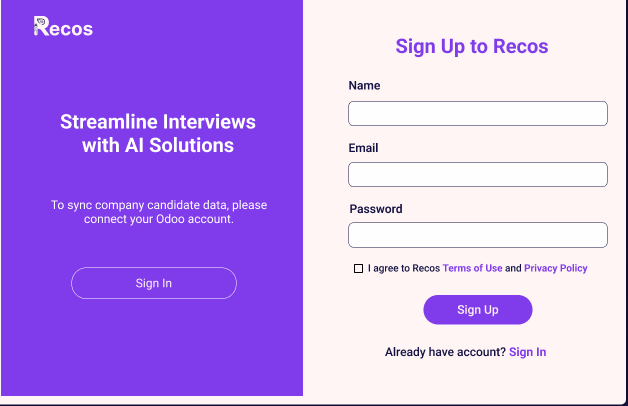 Recos
Streamline Interviews
with AI Solutions
To sync company candidate data, please
connect your Odoo account.
Sign In
Sign Up to Recos
Name
Email
Password
I agree to Recos Terms of Use and Privacy Policy
Sign Up
Already have account? Sign In